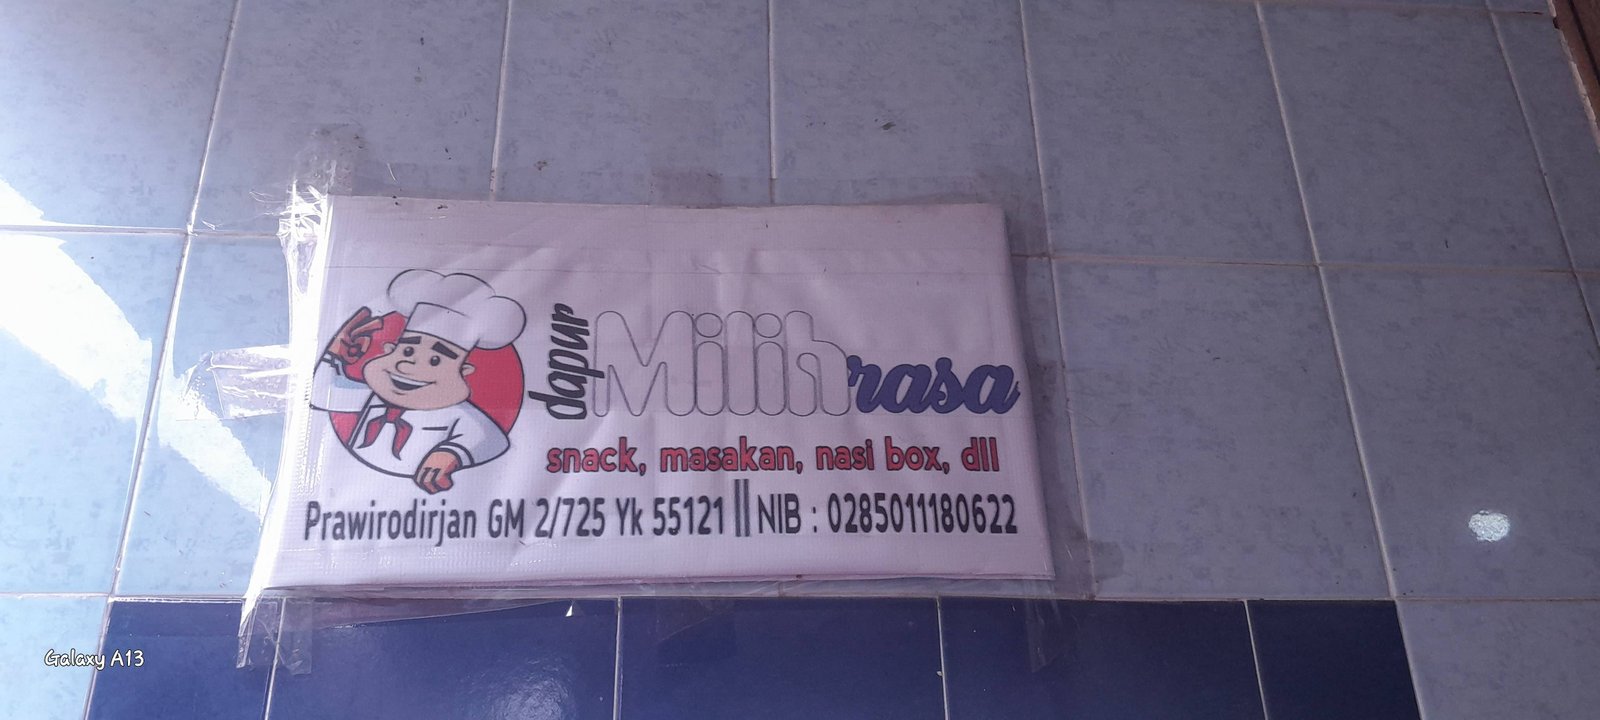 dapur Milih rasa
snack, masakan, nasi box, dll
Prawirodirjan GM 2/725 Yk 55121 || NIB : 0285011180622
Galaxy A13